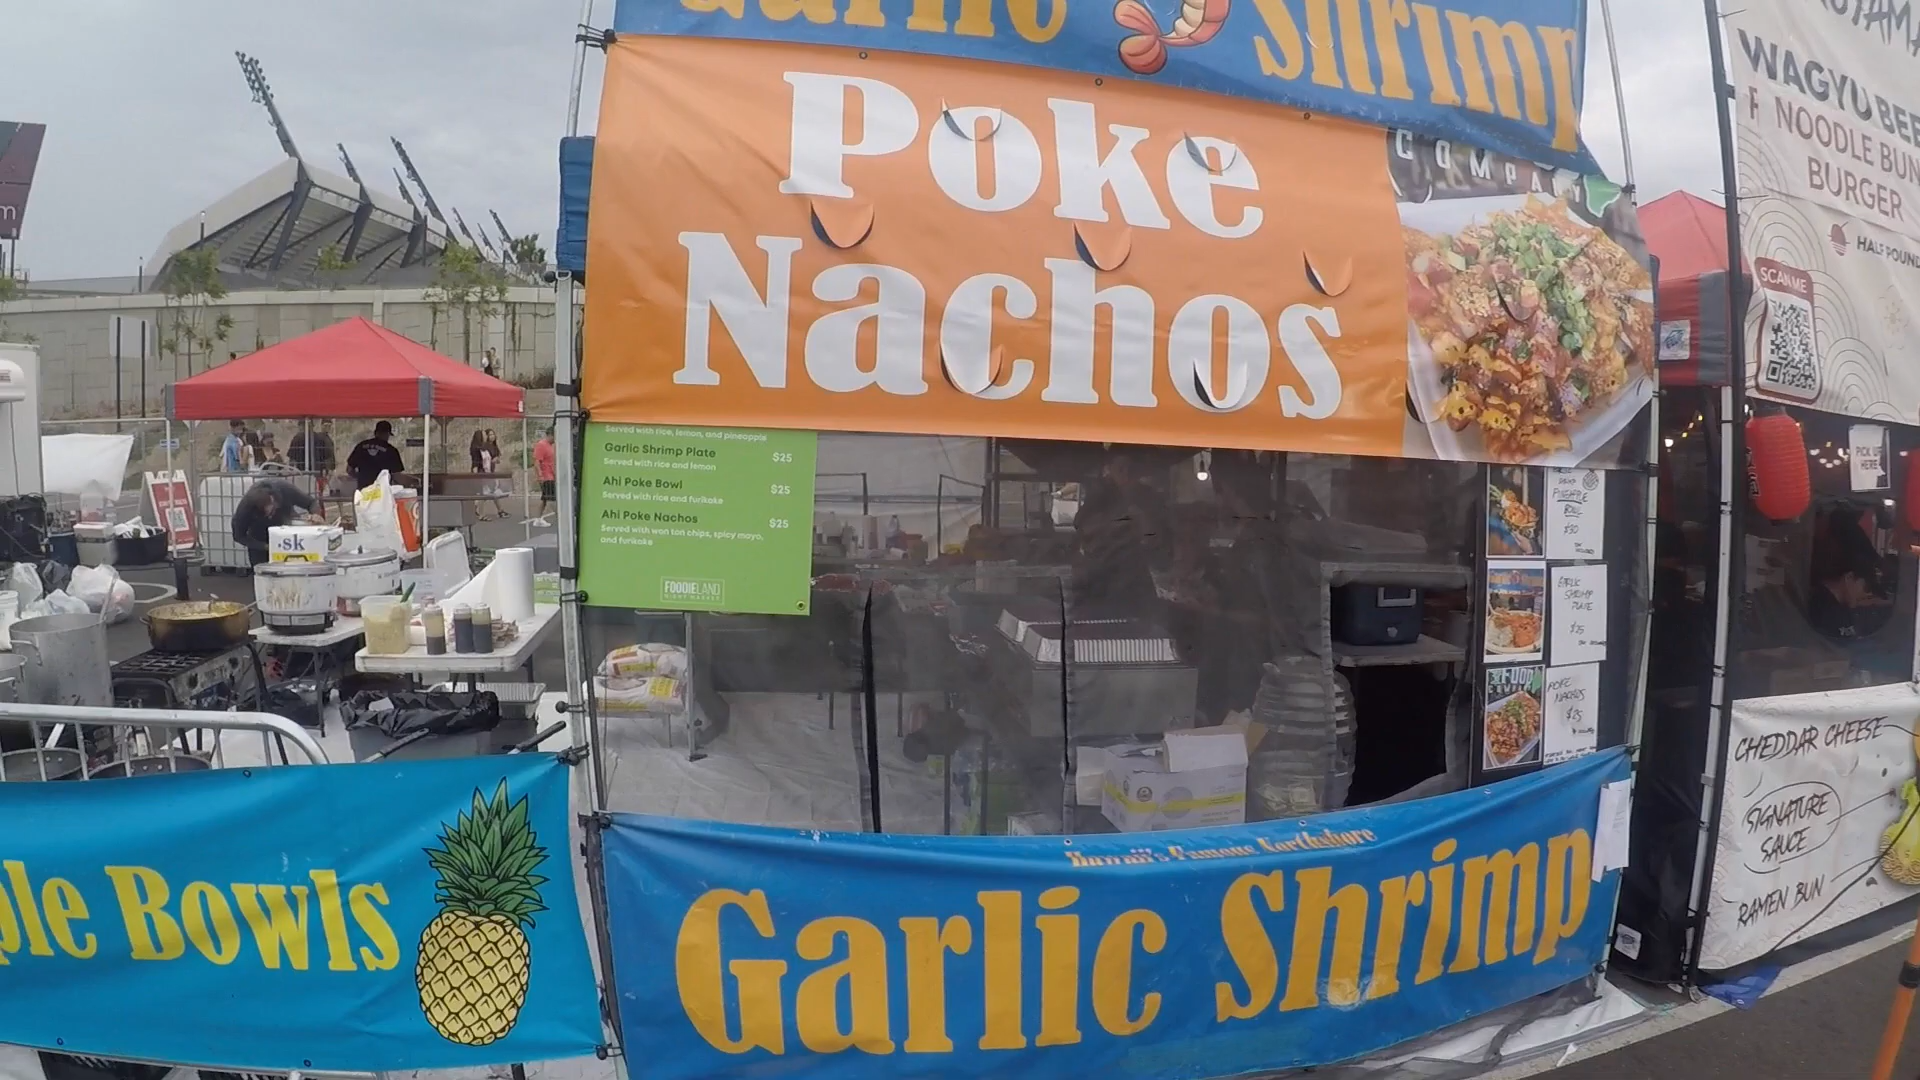 Garlic Shrimp
Poke
Nachos
COMPA
Served with rice, lemon, and pineapple
Garlic Shrimp Plate $25
Served with rice and lemon
Ahi Poke Bowl $25
Served with rice and furikake
Ahi Poke Nachos $25
Served with won ton chips, spicy mayo,
and furikake
FOODIELAND
NIGHT MARKET
PINEAPPLE
BOWL
$30
GARLIC
SHRIMP
PLATE
$25
POKE
NACHOS
$25
Hawaii's Famous Northshore
Garlic Shrimp
ple Bowls
sk
m
WAGYU BEE
NOODLE BUN
BURGER
HALF POUND
SCAN ME
PICK UP
HERE
CHEDDAR CHEESE
SIGNATURE
SAUCE
RAMEN BUN